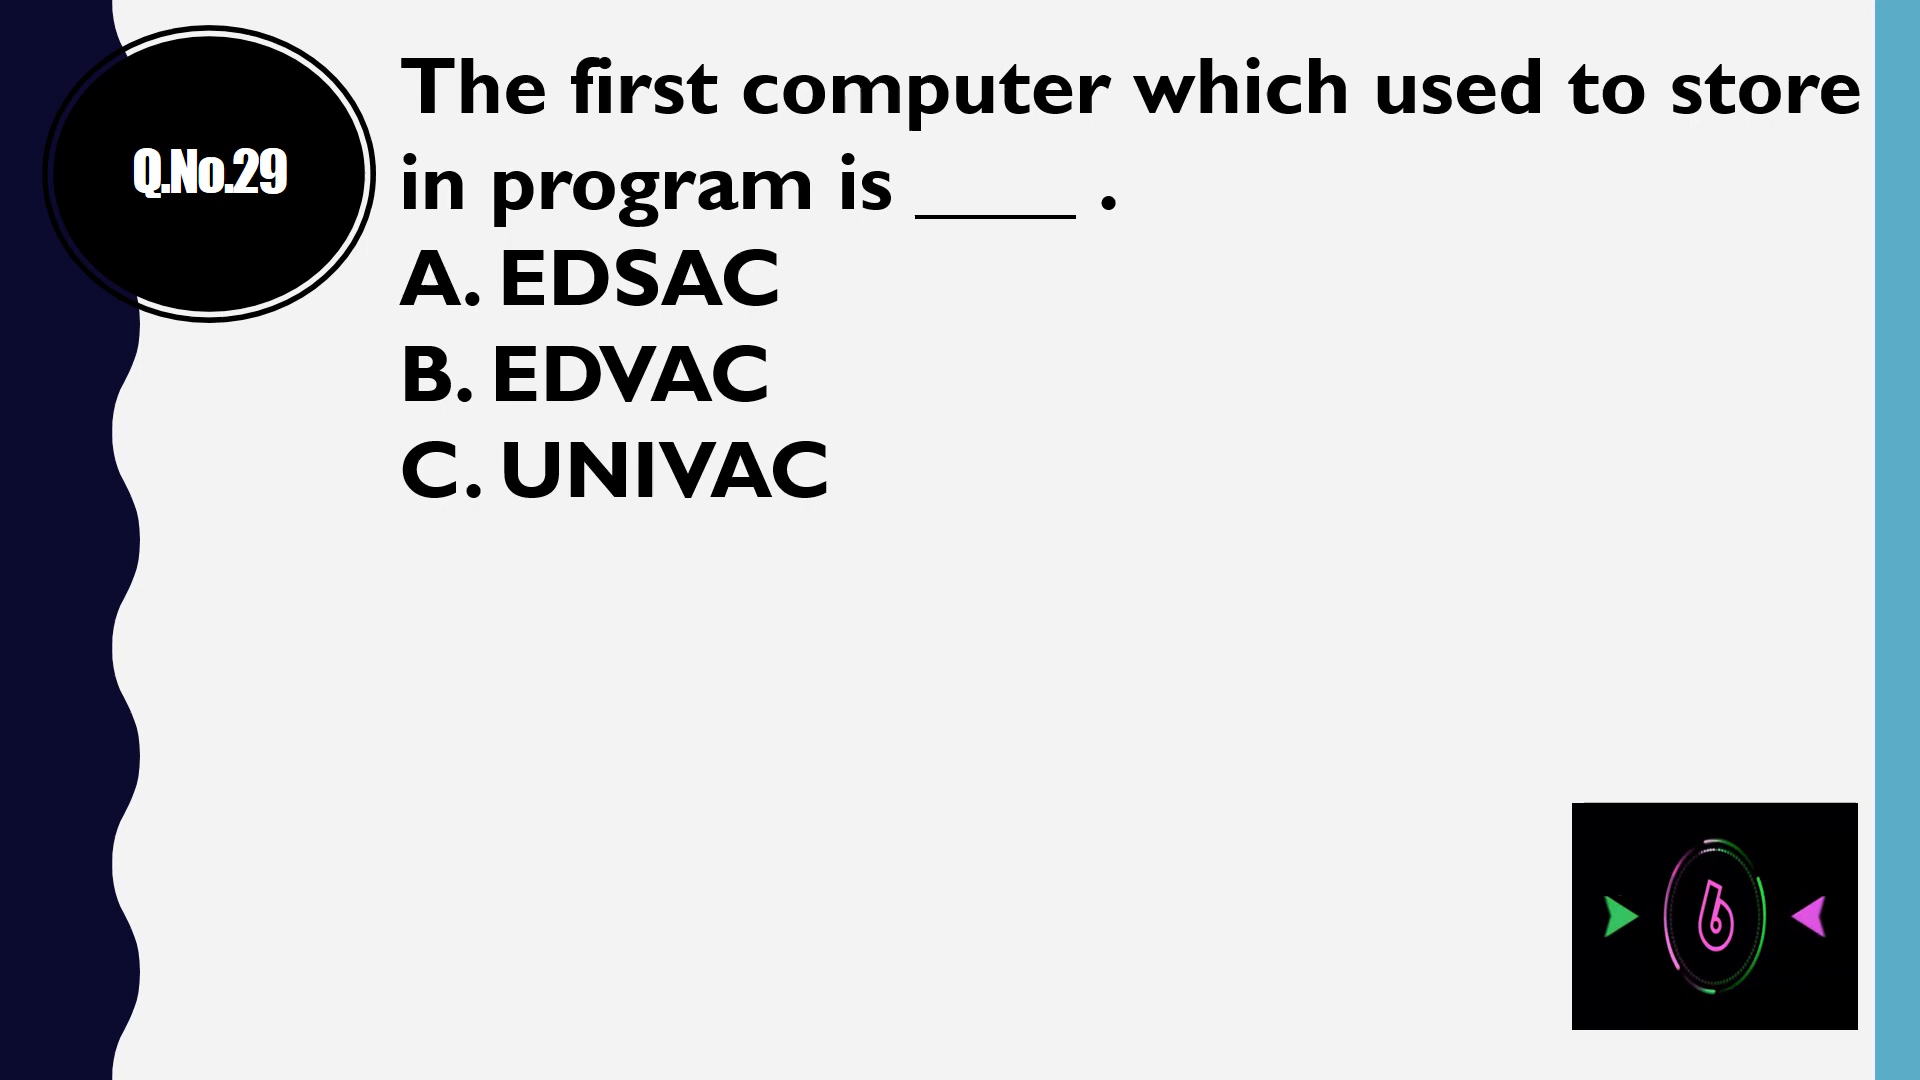 Q.No.29
The first computer which used to store
in program is ____ .
A. EDSAC
B. EDVAC
C. UNIVAC
6